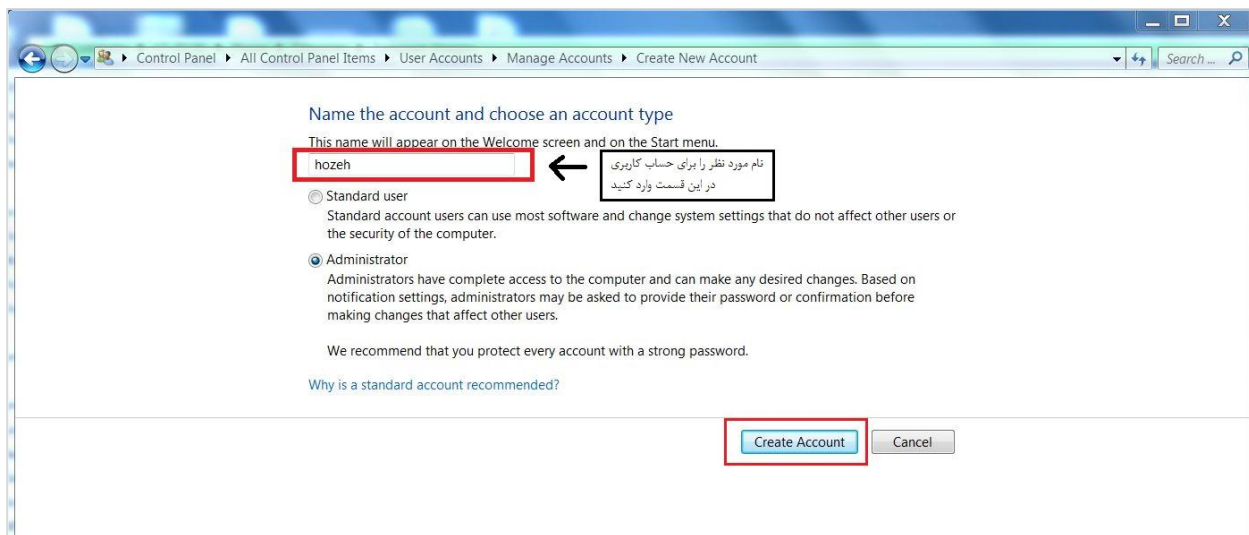 Control Panel ▸ All Control Panel Items ▸ User Accounts ▸ Manage Accounts ▸ Create New Account
Search ...
Name the account and choose an account type
This name will appear on the Welcome screen and on the Start menu.
hozeh
نام مورد نظر را برای حساب کاربری
در این قسمت وارد کنید
Standard user
Standard account users can use most software and change system settings that do not affect other users or
the security of the computer.
Administrator
Administrators have complete access to the computer and can make any desired changes. Based on
notification settings, administrators may be asked to provide their password or confirmation before
making changes that affect other users.
We recommend that you protect every account with a strong password.
Why is a standard account recommended?
Create Account
Cancel